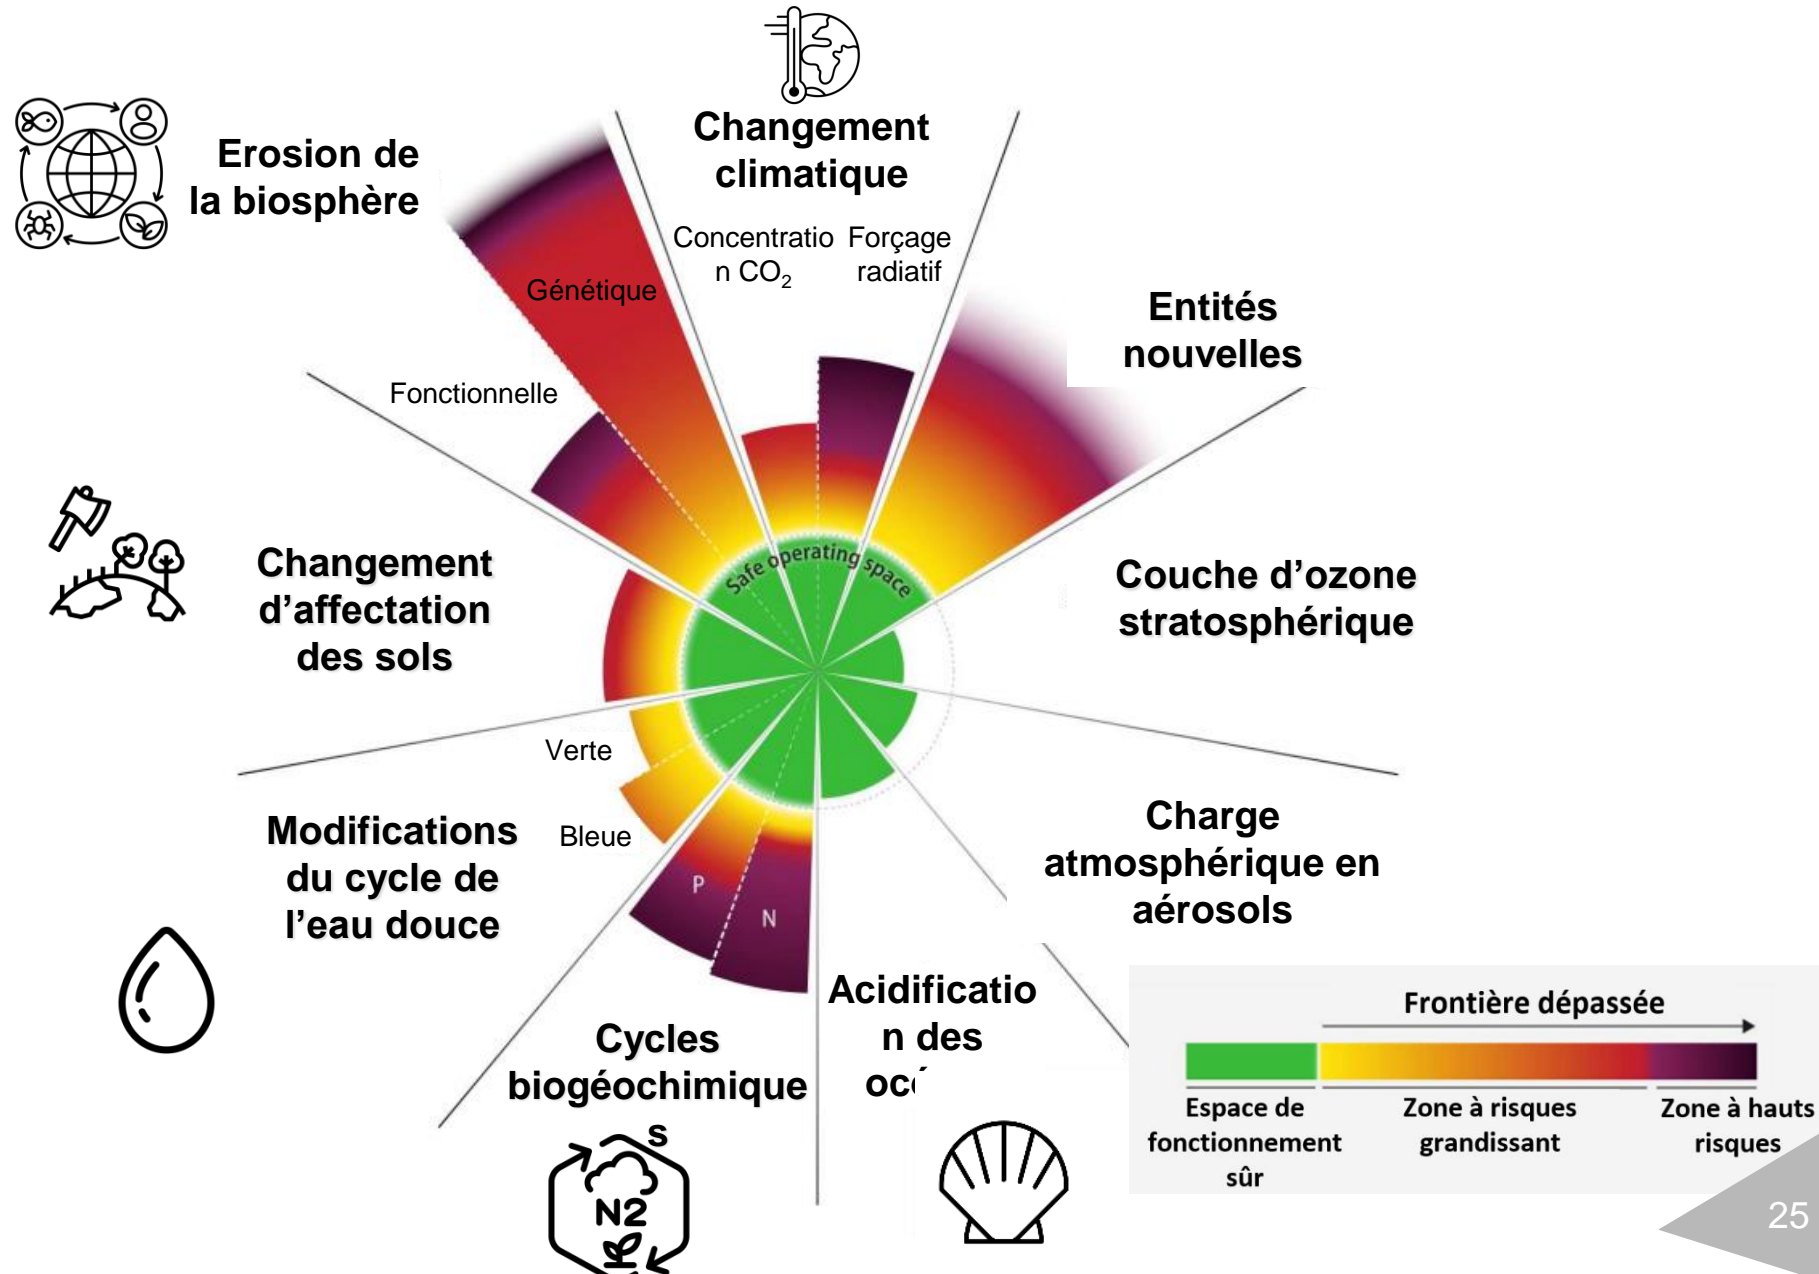 Changement
climatique
Concentratio
n CO₂
Forçage
radiatif
Erosion de
la biosphère
Génétique
Fonctionnelle
Entités
nouvelles
Safe operating space
Changement
d’affectation
des sols
Couche d’ozone
stratosphérique
Verte
Bleue
Modifications
du cycle de
l’eau douce
Charge
atmosphérique en
aérosols
P
N
Cycles
biogéochimique
s
N2
Acidificatio
n des
Frontière dépassée
Espace de
fonctionnement
sûr
Zone à risques
grandissant
Zone à hauts
risques
25